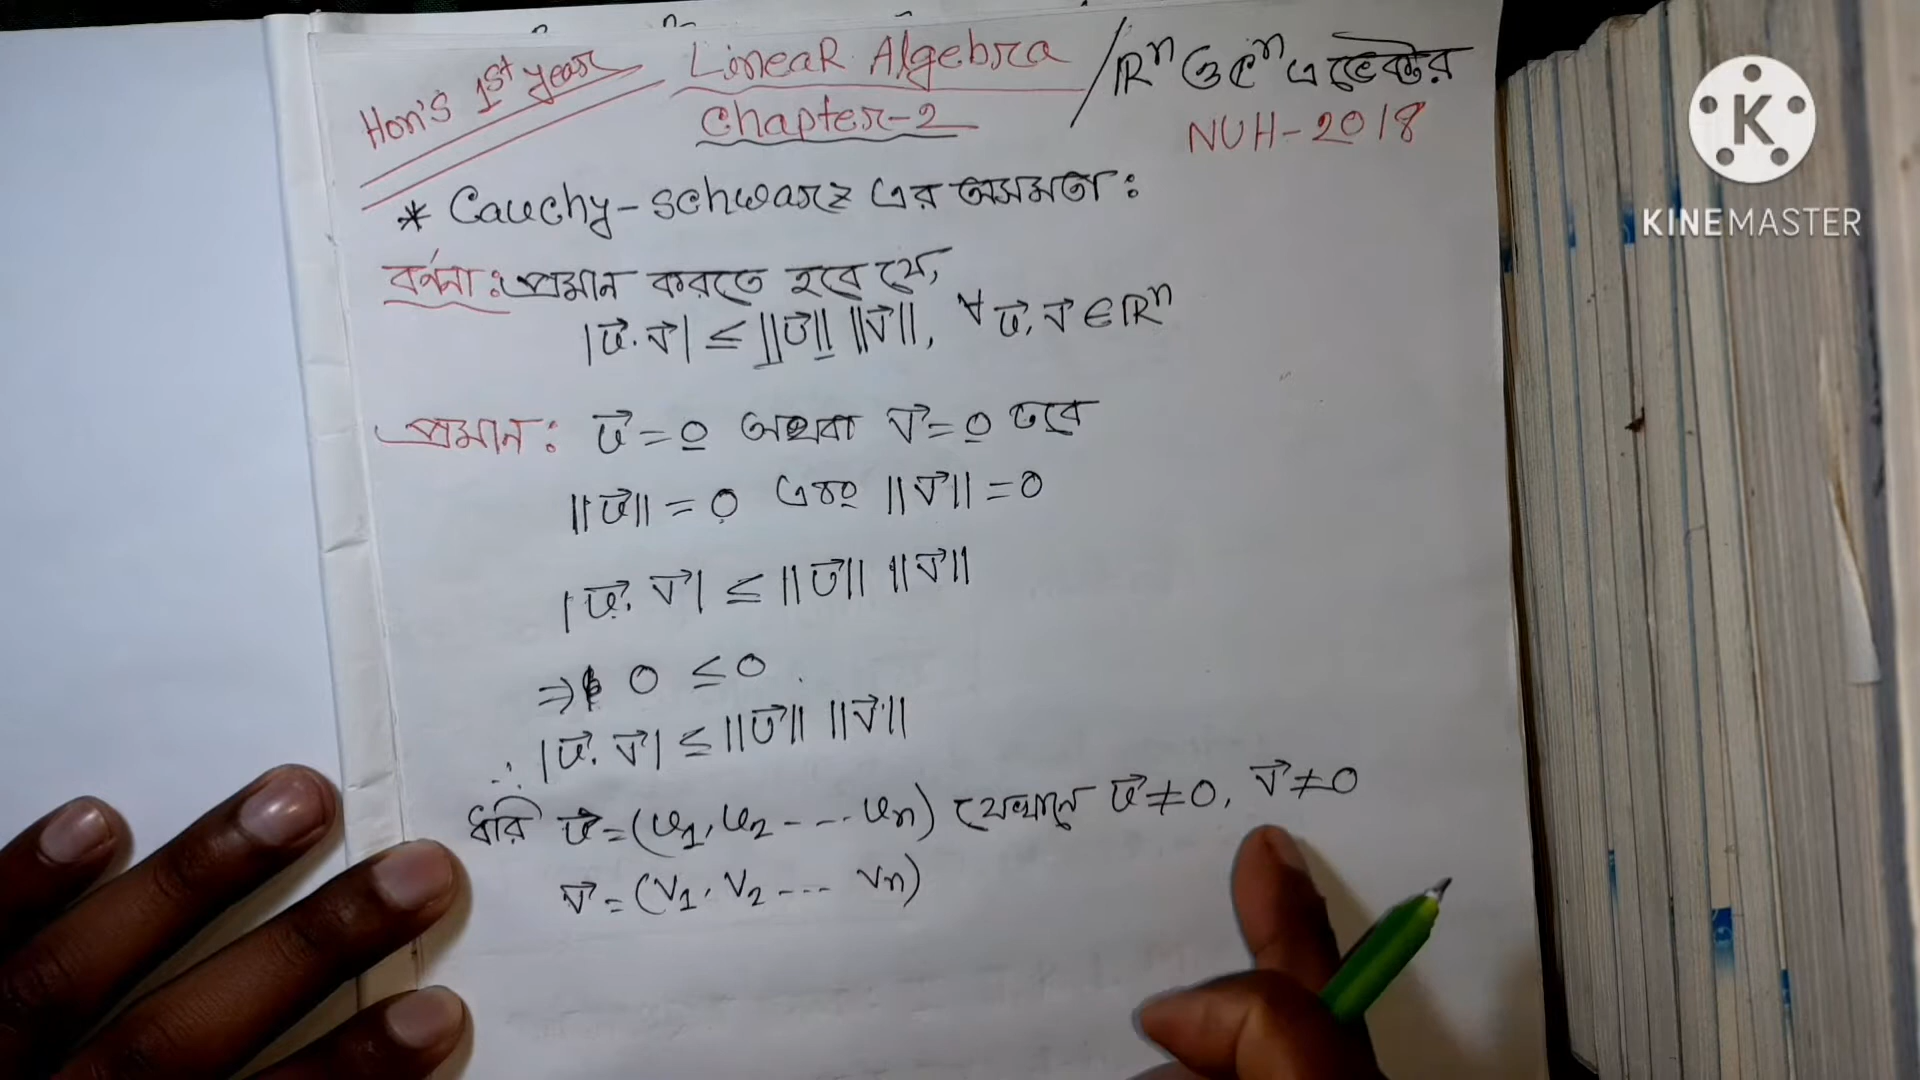 Hon's 1st year
Linear Algebra
Chapter-2
/ Rⁿ ও Cⁿ এ ভেক্টর
NUH-2018
* Cauchy-schwarz এর অসমতা:
বর্ণনা: প্রমান করতে হবে যে,
|u⃗. v⃗| ≤ ||u⃗|| ||v⃗||, ∀ u⃗, v⃗ ∈ Rⁿ
প্রমান: u⃗ = 0 অথবা v⃗ = 0 তবে
||u⃗|| = 0 এবং ||v⃗|| = 0
|u⃗. v⃗| ≤ ||u⃗|| ||v⃗||
⇒ 0 ≤ 0
∴ |u⃗. v⃗| ≤ ||u⃗|| ||v⃗||
ধরি u⃗ = (u₁, u₂ - ... uₙ) যেখানে u⃗ ≠ 0, v⃗ ≠ 0
v⃗ = (v₁, v₂ - ... vₙ)
K
KINEMASTER